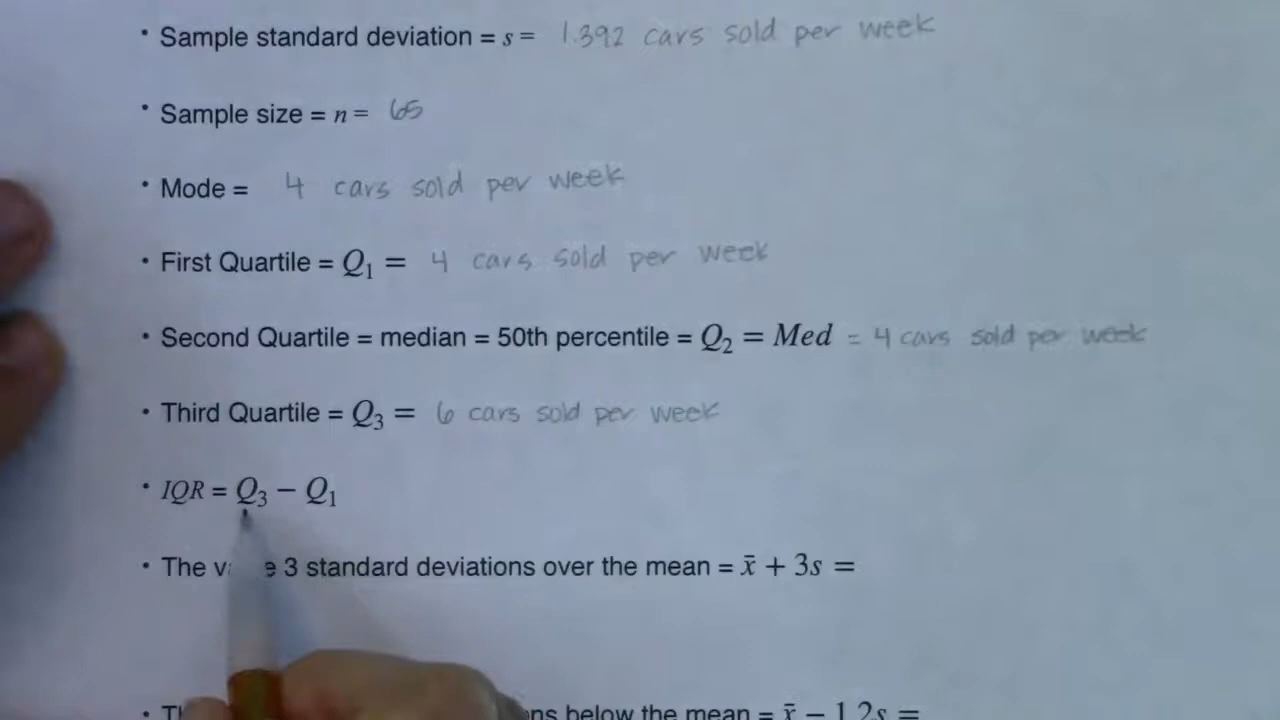 • Sample standard deviation = s = 1.392 cars sold per week
• Sample size = n = 65
• Mode = 4 cars sold per week
• First Quartile = Q₁ = 4 cars sold per week
• Second Quartile = median = 50th percentile = Q₂ = Med = 4 cars sold per week
• Third Quartile = Q₃ = 6 cars sold per week
• IQR = Q₃ − Q₁
• The 3 standard deviations over the mean = x̄ + 3s =
• below the mean = x̄ − 1.2s =